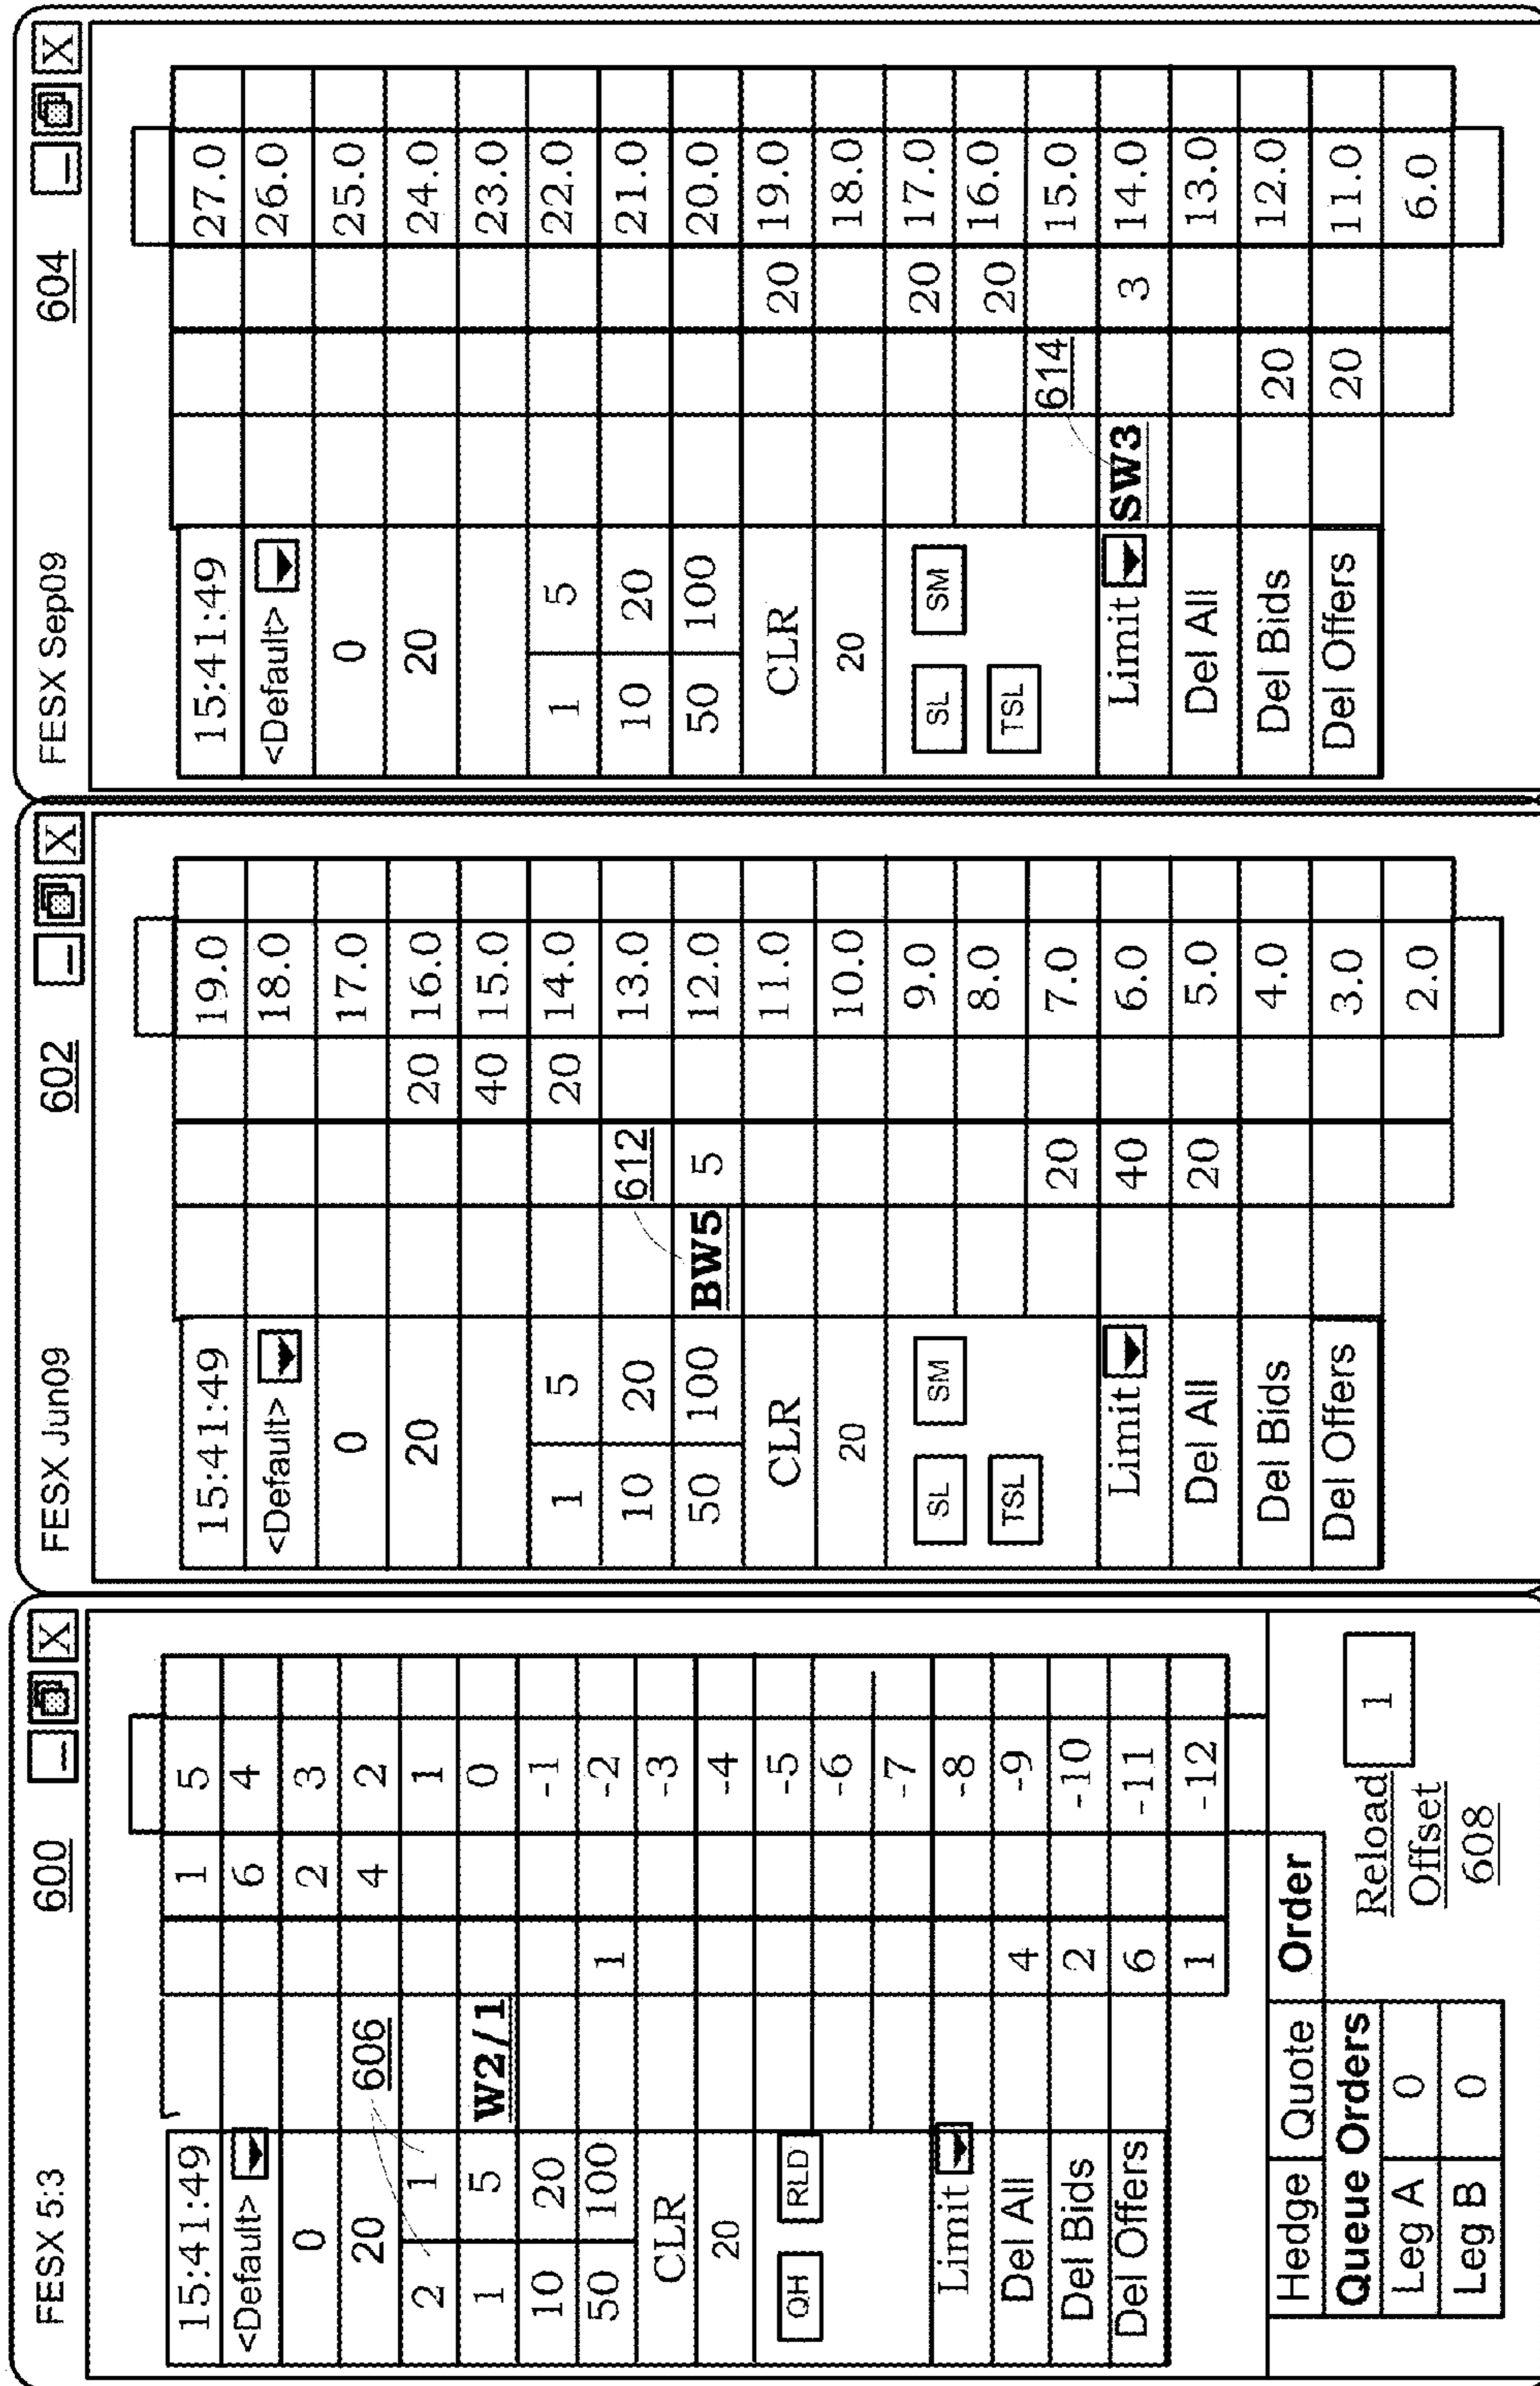 FESX 5:3 600 X
15:41:49 1 5
<Default> 6 4
0 2 3
20 606 4 2
2 1 1
1 5 W2/1 0
10 20 -1
50 100 1 -2
CLR -3
20 -4
QH RLD -5
-6
-7
Limit -8
Del All 4 -9
Del Bids 2 -10
Del Offers 6 -11
1 -12
Hedge Quote Order
Queue Orders
Leg A 0
Leg B 0
Reload 1
Offset
608
FESX Jun09 602 X
15:41:49 19.0
<Default> 18.0
0 17.0
20 20 16.0
40 15.0
1 5 20 14.0
10 20 612 13.0
50 100 BW5 5 12.0
CLR 11.0
20 10.0
SL SM 9.0
8.0
TSL 20 7.0
Limit 40 6.0
Del All 20 5.0
Del Bids 4.0
Del Offers 3.0
2.0
FESX Sep09 604 X
15:41:49 27.0
<Default> 26.0
0 25.0
20 24.0
23.0
1 5 22.0
10 20 21.0
50 100 20.0
CLR 20 19.0
20 18.0
SL SM 20 17.0
20 16.0
TSL 614 15.0
Limit SW3 3 14.0
Del All 13.0
Del Bids 20 12.0
Del Offers 20 11.0
6.0